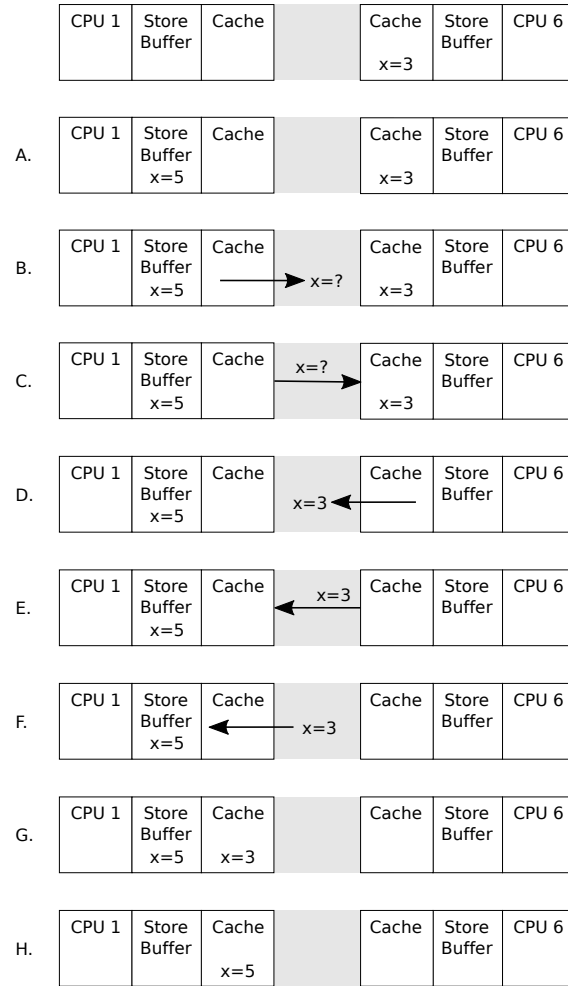 CPU 1 Store Buffer Cache Cache x=3 Store Buffer CPU 6
A. CPU 1 Store Buffer x=5 Cache Cache x=3 Store Buffer CPU 6
B. CPU 1 Store Buffer x=5 Cache x=? Cache x=3 Store Buffer CPU 6
C. CPU 1 Store Buffer x=5 Cache x=? Cache x=3 Store Buffer CPU 6
D. CPU 1 Store Buffer x=5 Cache x=3 Cache Store Buffer CPU 6
E. CPU 1 Store Buffer x=5 Cache x=3 Cache Store Buffer CPU 6
F. CPU 1 Store Buffer x=5 Cache x=3 Cache Store Buffer CPU 6
G. CPU 1 Store Buffer x=5 Cache x=3 Cache Store Buffer CPU 6
H. CPU 1 Store Buffer Cache x=5 Cache Store Buffer CPU 6